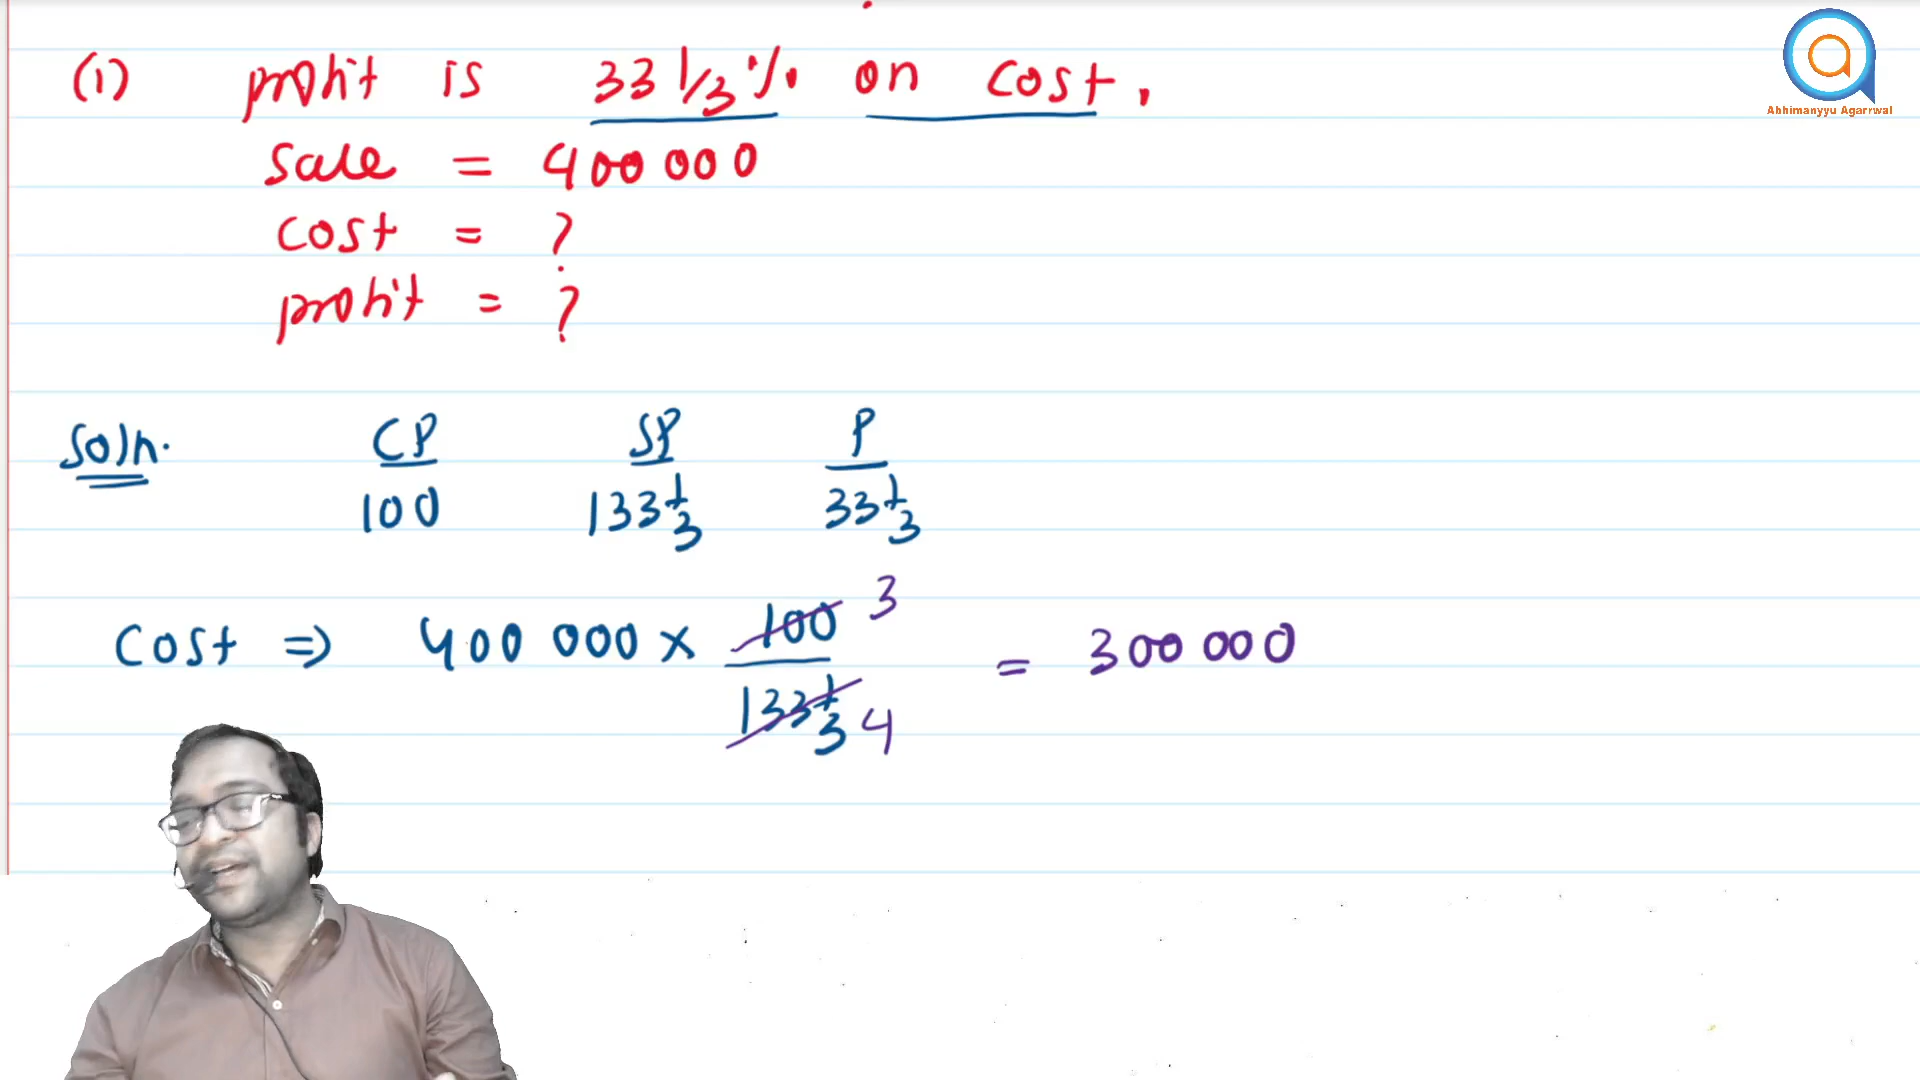 Abhimanyyu Agarrwal
(1) profit is 33 1/3 % on cost.
Sale = 400 000
Cost = ?
profit = ?
Soln. CP SP P
100 133 1/3 33 1/3
Cost ⇒ 400 000 × 100/133 1/3 3/4 = 300 000